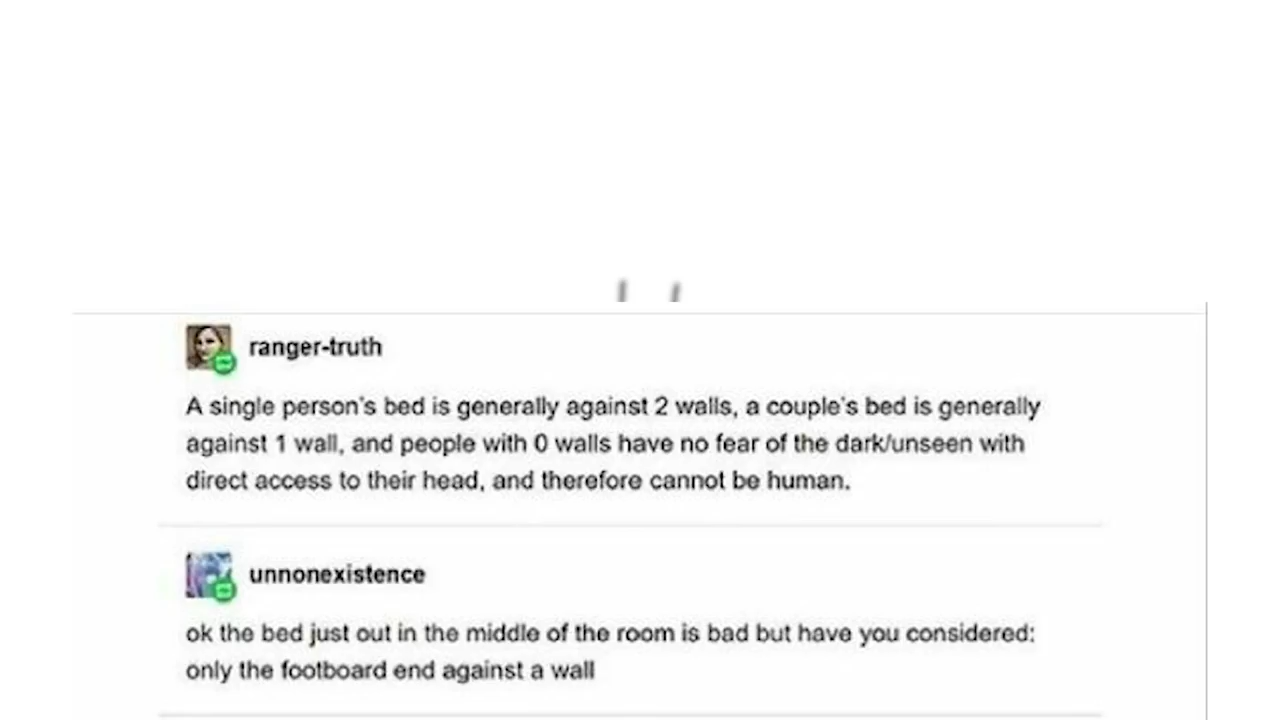 ranger-truth
A single person's bed is generally against 2 walls, a couple's bed is generally
against 1 wall, and people with 0 walls have no fear of the dark/unseen with
direct access to their head, and therefore cannot be human.
unnonexistence
ok the bed just out in the middle of the room is bad but have you considered:
only the footboard end against a wall